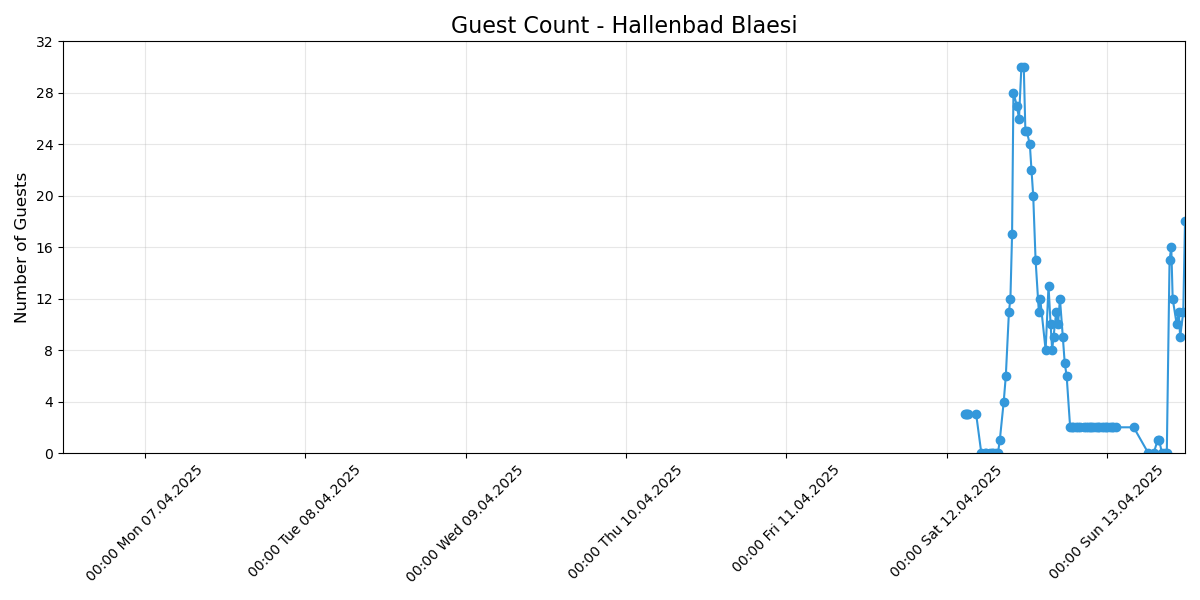 Guest Count - Hallenbad Blaesi
Number of Guests
32
28
24
20
16
12
8
4
0
00:00 Mon 07.04.2025
00:00 Tue 08.04.2025
00:00 Wed 09.04.2025
00:00 Thu 10.04.2025
00:00 Fri 11.04.2025
00:00 Sat 12.04.2025
00:00 Sun 13.04.2025